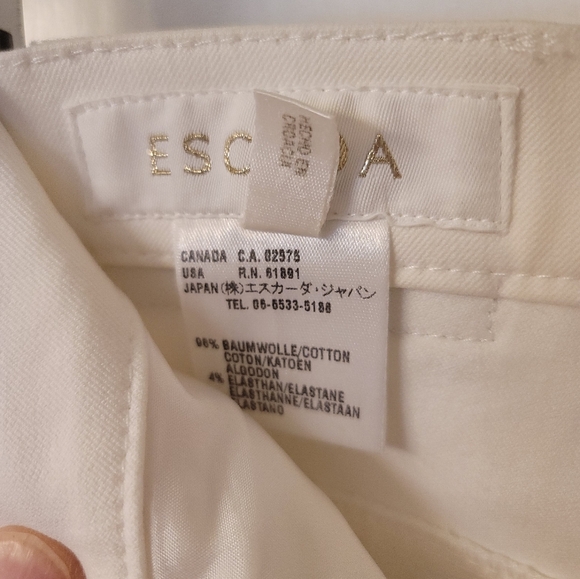 ESC DA
HECHO EN
CROACIA
CANADA C.A. 02575
USA R.N. 61891
JAPAN (株)エスカーダ・ジャパン
TEL. 06-6533-5188
96% BAUMWOLLE/COTTON
COTON/KATOEN
ALGODON
4% ELASTHAN/ELASTANE
ELASTHANNE/ELASTAAN
ELASTANO